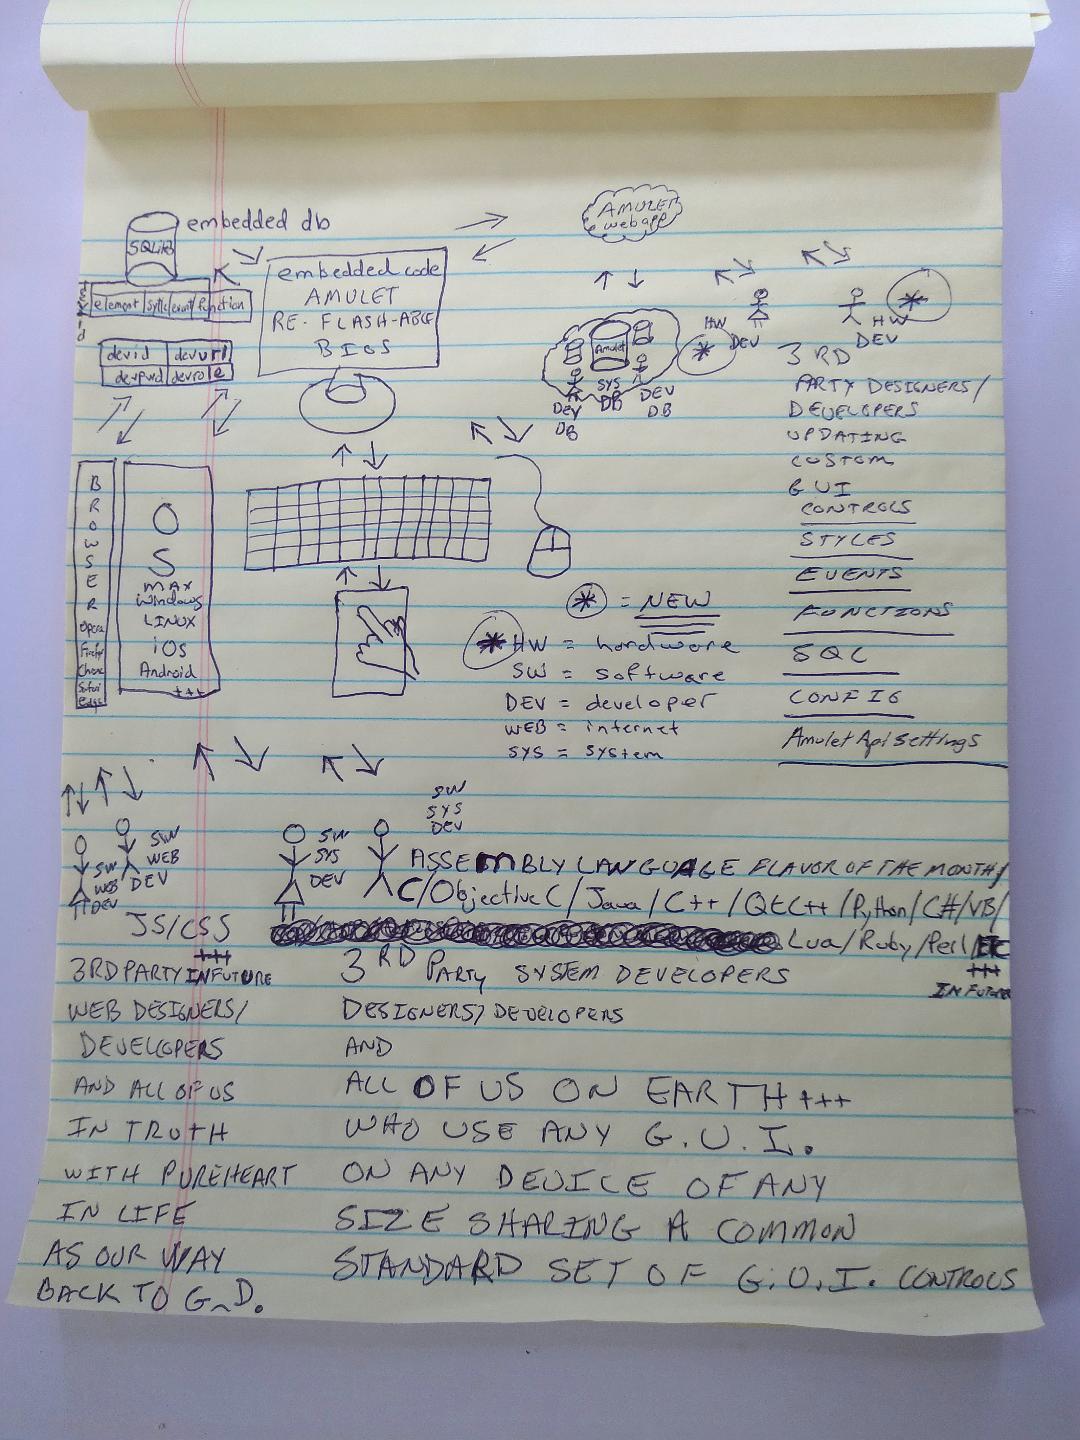 embedded db
SQLite
element style event function
devid devurl
devpwd devrole
embedded code
AMULET
RE-FLASH-ABLE
BIOS
AMULET
web app
Amulet
SYS
DB
DEV
DB
DEV
DB
HW
DEV
HW
DEV
3RD
PARTY DESIGNERS/
DEVELOPERS
UPDATING
CUSTOM
GUI
CONTROLS
STYLES
EVENTS
FUNCTIONS
SQL
CONFIG
Amulet Api Settings
BROWSER
Opera
Firefox
Chrome
Safari
Edge
OS
MAX
Windows
LINUX
iOS
Android
+++
* = NEW
* HW = hardware
SW = software
DEV = developer
WEB = internet
SYS = system
SW
WEB
DEV
SW
WEB
DEV
SW
SYS
DEV
SW
SYS
DEV
JS/CSS
+++
IN FUTURE
3RD PARTY
WEB DESIGNERS/
DEVELOPERS
AND ALL OF US
IN TRUTH
WITH PURE HEART
IN LIFE
AS OUR WAY
BACK TO G-D.
ASSEMBLY LANGUAGE FLAVOR OF THE MONTH/
C/Objective C/Java/C++/Qt C++/Python/C#/VB/
Lua/Ruby/Perl/ETC
+++
IN FUTURE
3RD Party SYSTEM DEVELOPERS
DESIGNERS/DEVELOPERS
AND
ALL OF US ON EARTH +++
WHO USE ANY G.U.I.
ON ANY DEVICE OF ANY
SIZE SHARING A COMMON
STANDARD SET OF G.U.I. CONTROLS